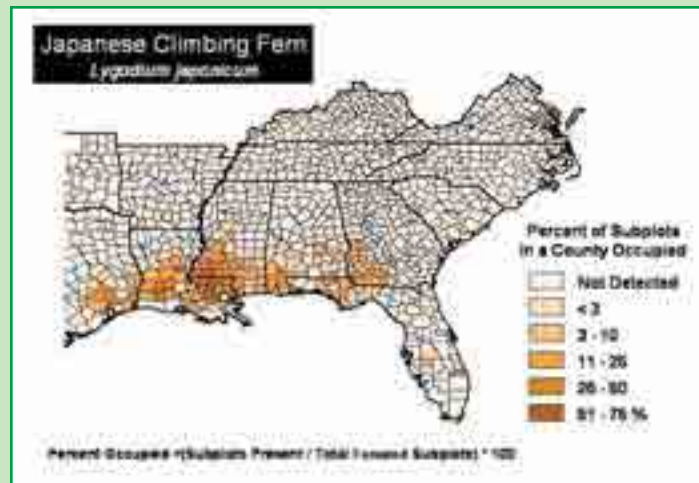 Japanese Climbing Fern
Lygodium japonicum
Percent of Subplots
in a County Occupied
Not Detected
< 3
3 - 10
11 - 25
26 - 50
51 - 75 %
Percent Occupied =(Subplots Present / Total Forested Subplots) * 100